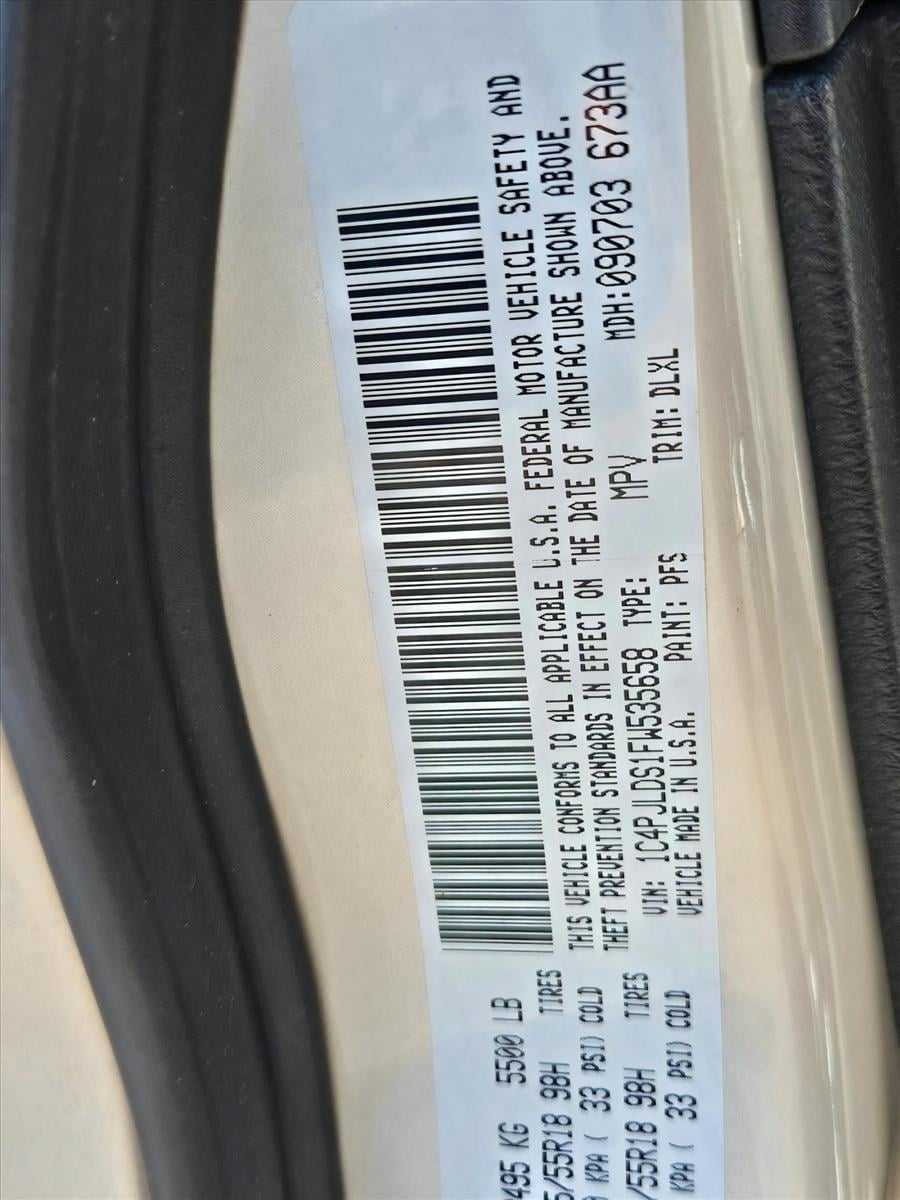 495 KG 5500 LB
/55R18 98H TIRES
KPA ( 33 PSI) COLD
/55R18 98H TIRES
KPA ( 33 PSI) COLD
THIS VEHICLE CONFORMS TO ALL APPLICABLE U.S.A. FEDERAL MOTOR VEHICLE SAFETY AND
THEFT PREVENTION STANDARDS IN EFFECT ON THE DATE OF MANUFACTURE SHOWN ABOVE.
VIN: 1C4PJLDS1FW535658 TYPE: MPV MDH:090703 673AA
VEHICLE MADE IN U.S.A. PAINT: PFS TRIM: DLXL